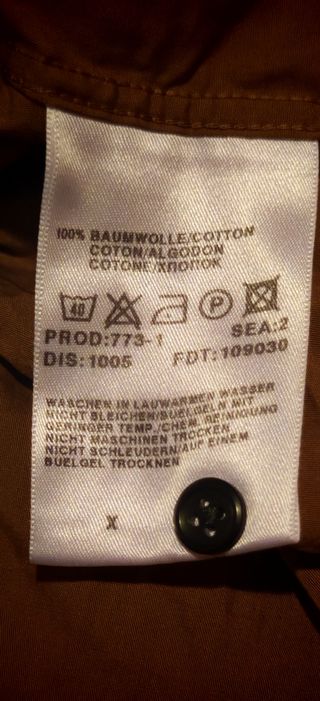 100% BAUMWOLLE/COTTON
COTON/ALGODON
COTONE/ХЛОПОК
40 P
PROD:773-1 SEA:2
DIS:1005 FDT:109030
WASCHEN IN LAUWARMEN WASSER
NICHT BLEICHEN/BUEGELN MIT
GERINGER TEMP./CHEM. REINIGUNG
NICHT MASCHINEN TROCKEN
NICHT SCHLEUDERN/AUF EINEM
BUEGEL TROCKNEN
X